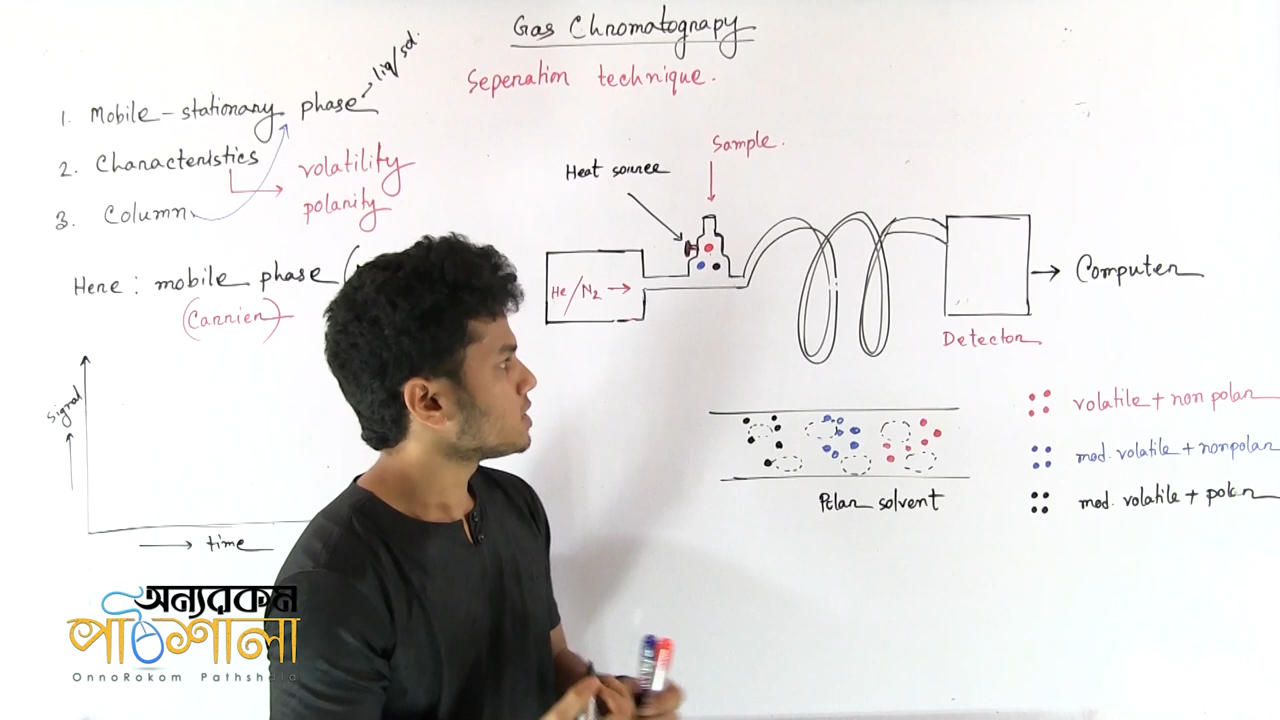 Gas Chromatograpy
Seperation technique.
liq/sd.
1. Mobile - stationary phase
2. Characteristics
volatility
polarity
3. Column
Here : mobile phase (
(Carrier)
Signal
time
Heat source
Sample.
He/N2
Computer
Detector
Polar solvent
volatile + non polar
mod. volatile + nonpolar
mod. volatile + polar
অন্যরকম
পাঠশালা
OnnoRokom Pathshala